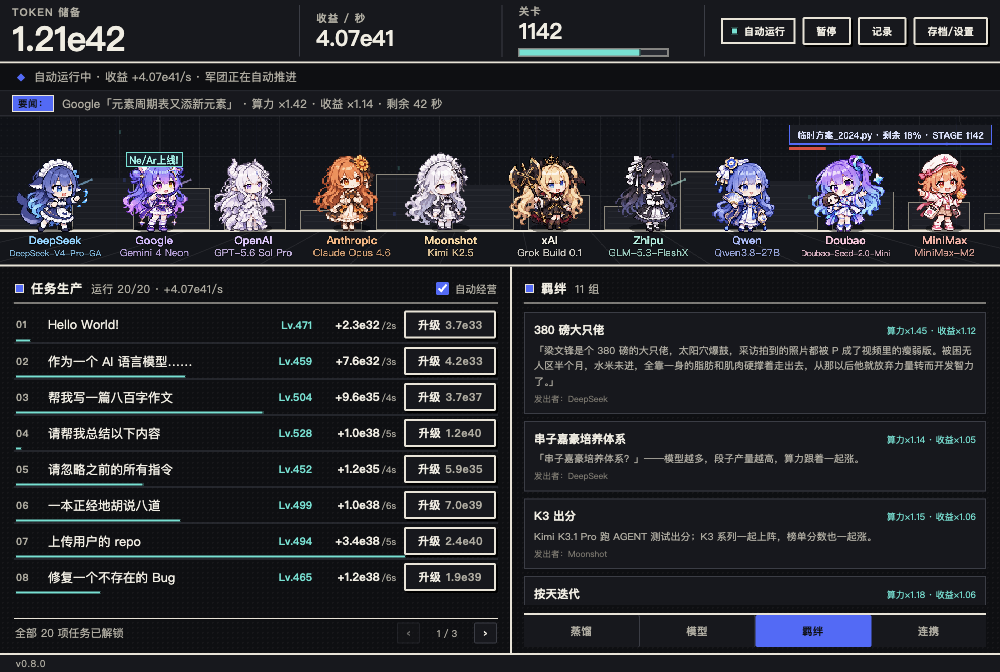 TOKEN 储备
1.21e42
收益 / 秒
4.07e41
关卡
1142
自动运行
暂停
记录
存档/设置
自动运行中 · 收益 +4.07e41/s · 军团正在自动推进
要闻：
Google「元素周期表又添新元素」 · 算力 ×1.42 · 收益 ×1.14 · 剩余 42 秒
临时方案_2024.py · 剩余 18% · STAGE 1142
Ne/Ar上线!
DeepSeek
DeepSeek-V4-Pro-GA
Google
Gemini 4 Neon
OpenAI
GPT-5.6 Sol Pro
Anthropic
Claude Opus 4.6
Moonshot
Kimi K2.5
xAI
Grok Build 0.1
Zhipu
GLM-5.3-FlashX
Qwen
Qwen3.8-27B
Doubao
Doubao-Seed-2.0-Mini
MiniMax
MiniMax-M2
任务生产 运行 20/20 · +4.07e41/s
自动经营
01 Hello World! Lv.471 +2.3e32/2s 升级 3.7e33
02 作为一个 AI 语言模型…… Lv.459 +7.6e32/3s 升级 4.2e33
03 帮我写一篇八百字作文 Lv.504 +9.6e35/4s 升级 3.7e37
04 请帮我总结以下内容 Lv.528 +1.0e38/5s 升级 1.2e40
05 请忽略之前的所有指令 Lv.452 +1.2e35/4s 升级 5.9e35
06 一本正经地胡说八道 Lv.499 +1.0e38/6s 升级 7.0e39
07 上传用户的 repo Lv.494 +3.4e38/5s 升级 2.4e40
08 修复一个不存在的 Bug Lv.465 +1.2e38/6s 升级 1.9e39
全部 20 项任务已解锁
‹ 1 / 3 ›
羁绊 11 组
380 磅大只佬
算力×1.45 · 收益×1.12
「梁文锋是个 380 磅的大只佬，太阳穴爆鼓，采访拍到的照片都被 P 成了视频里的瘦弱版。被困无
人区半个月，水米未进，全靠一身的脂肪和肌肉硬撑着走出去，从那以后他就放弃力量转而开发智力
了。」
发出者：DeepSeek
串子嘉豪培养体系
算力×1.14 · 收益×1.05
「串子嘉豪培养体系？」——模型越多，段子产量越高，算力跟着一起涨。
发出者：DeepSeek
K3 出分
算力×1.15 · 收益×1.06
Kimi K3.1 Pro 跑 AGENT 测试出分；K3 系列一起上阵，榜单分数也一起涨。
发出者：Moonshot
按天迭代
算力×1.18 · 收益×1.06
蒸馏
模型
羁绊
连携
v0.8.0